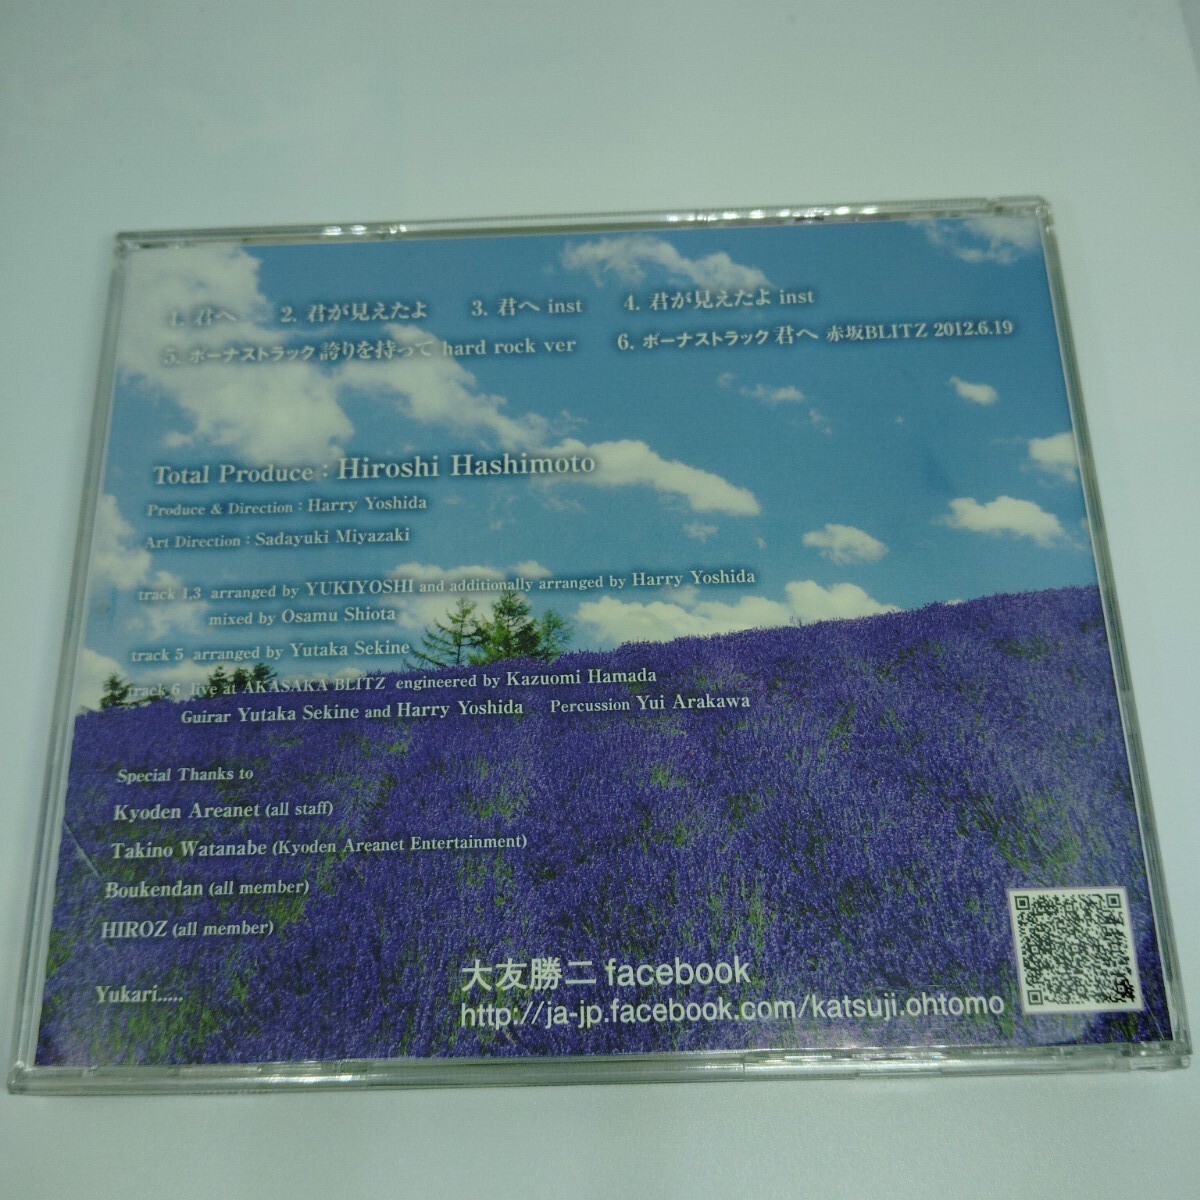 1. 君へ 2. 君が見えたよ 3. 君へ inst 4. 君が見えたよ inst
5. ボーナストラック 誇りを持って hard rock ver 6. ボーナストラック 君へ 赤坂BLITZ 2012.6.19
Total Produce : Hiroshi Hashimoto
Produce & Direction : Harry Yoshida
Art Direction : Sadayuki Miyazaki
track 1.3 arranged by YUKIYOSHI and additionally arranged by Harry Yoshida
mixed by Osamu Shiota
track 5 arranged by Yutaka Sekine
track 6 live at AKASAKA BLITZ engineered by Kazuomi Hamada
Guirar Yutaka Sekine and Harry Yoshida Percussion Yui Arakawa
Special Thanks to
Kyoden Areanet (all staff)
Takino Watanabe (Kyoden Areanet Entertainment)
Boukendan (all member)
HIROZ (all member)
Yukari.....
大友勝二 facebook
http://ja-jp.facebook.com/katsuji.ohtomo